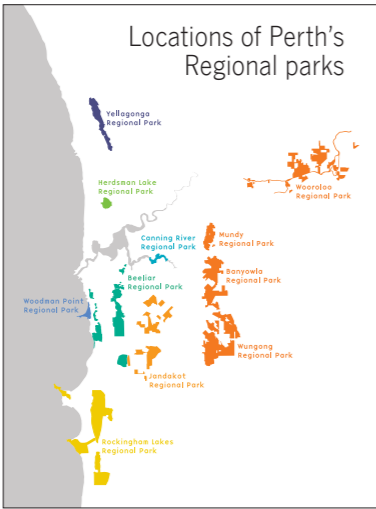 Locations of Perth's
Regional parks
Yellagonga
Regional Park
Herdsman Lake
Regional Park
Wooroloo
Regional Park
Canning River
Regional Park
Mundy
Regional Park
Beeliar
Regional Park
Banyowla
Regional Park
Woodman Point
Regional Park
Wungong
Regional Park
Jandakot
Regional Park
Rockingham Lakes
Regional Park